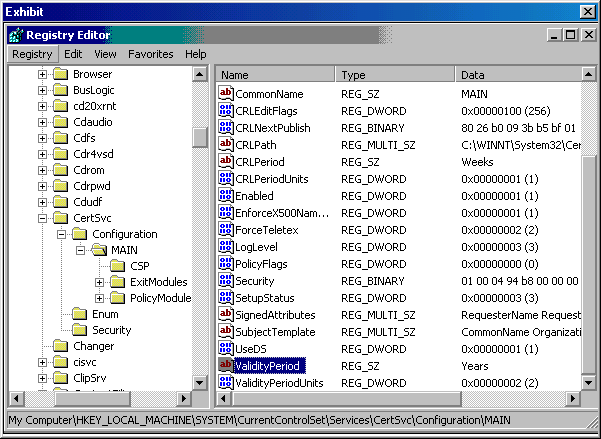 Exhibit
Registry Editor
Registry Edit View Favorites Help
Browser
BusLogic
cd20xrnt
Cdaudio
Cdfs
Cdr4vsd
Cdrom
Cdrpwd
Cdudf
CertSvc
Configuration
MAIN
CSP
ExitModules
PolicyModule
Enum
Security
Changer
cisvc
ClipSrv
Name Type Data
CommonName REG_SZ MAIN
CRLEditFlags REG_DWORD 0x00000100 (256)
CRLNextPublish REG_BINARY 80 26 b0 09 3b b5 bf 01
CRLPath REG_MULTI_SZ C:\WINNT\System32\Cer
CRLPeriod REG_SZ Weeks
CRLPeriodUnits REG_DWORD 0x00000001 (1)
Enabled REG_DWORD 0x00000001 (1)
EnforceX500Nam... REG_DWORD 0x00000001 (1)
ForceTeletex REG_DWORD 0x00000002 (2)
LogLevel REG_DWORD 0x00000003 (3)
PolicyFlags REG_DWORD 0x00000000 (0)
Security REG_BINARY 01 00 04 94 b8 00 00 00
SetupStatus REG_DWORD 0x00000003 (3)
SignedAttributes REG_MULTI_SZ RequesterName Request
SubjectTemplate REG_MULTI_SZ CommonName Organizati
UseDS REG_DWORD 0x00000001 (1)
ValidityPeriod REG_SZ Years
ValidityPeriodUnits REG_DWORD 0x00000002 (2)
My Computer\HKEY_LOCAL_MACHINE\SYSTEM\CurrentControlSet\Services\CertSvc\Configuration\MAIN